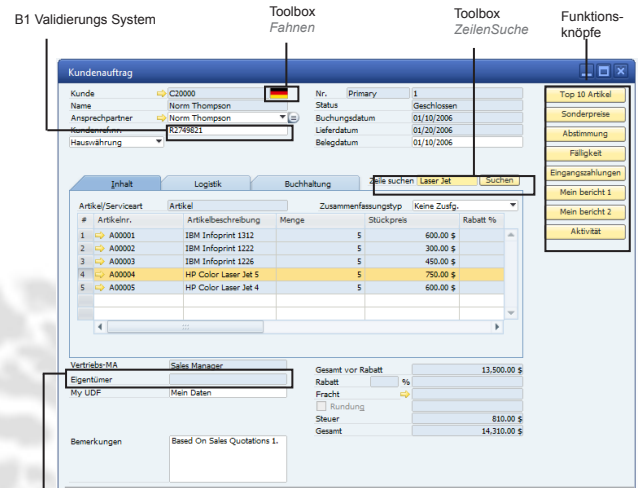 B1 Validierungs System
Toolbox
Fahnen
Toolbox
ZeilenSuche
Funktions-
knöpfe
Kundenauftrag
Kunde C20000
Name Norm Thompson
Ansprechpartner Norm Thompson
Kundenrefnr. R2749821
Hauswährung
Nr. Primary 1
Status Geschlossen
Buchungsdatum 01/10/2006
Lieferdatum 01/20/2006
Belegdatum 01/10/2006
Top 10 Artikel
Sonderpreise
Abstimmung
Fälligkeit
Eingangszahlungen
Mein bericht 1
Mein bericht 2
Aktivität
Inhalt Logistik Buchhaltung Zeile suchen Laser Jet Suchen
Artikel/Serviceart Artikel Zusammenfassungstyp Keine Zusfg.
# Artikelnr. Artikelbeschreibung Menge Stückpreis Rabatt %
1 A00001 IBM Infoprint 1312 5 600.00 $
2 A00002 IBM Infoprint 1222 5 300.00 $
3 A00003 IBM Infoprint 1226 5 450.00 $
4 A00004 HP Color Laser Jet 5 5 750.00 $
5 A00005 HP Color Laser Jet 4 5 600.00 $
Vertriebs-MA Sales Manager
Eigentümer
My UDF Mein Daten
Bemerkungen Based On Sales Quotations 1.
Gesamt vor Rabatt 13,500.00 $
Rabatt %
Fracht
Rundung
Steuer 810.00 $
Gesamt 14,310.00 $